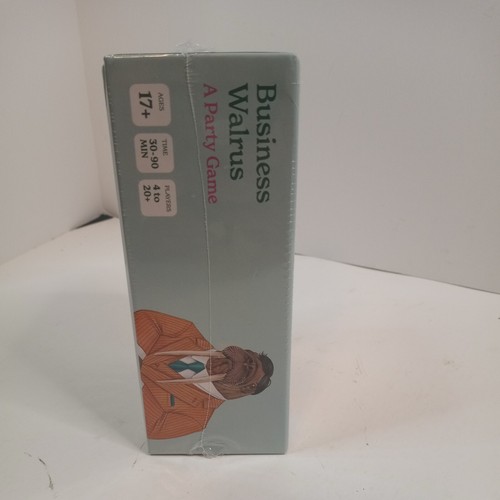 Business
Walrus
A Party Game
AGES
17+
TIME
30-90
MIN
PLAYERS
4 to
20+